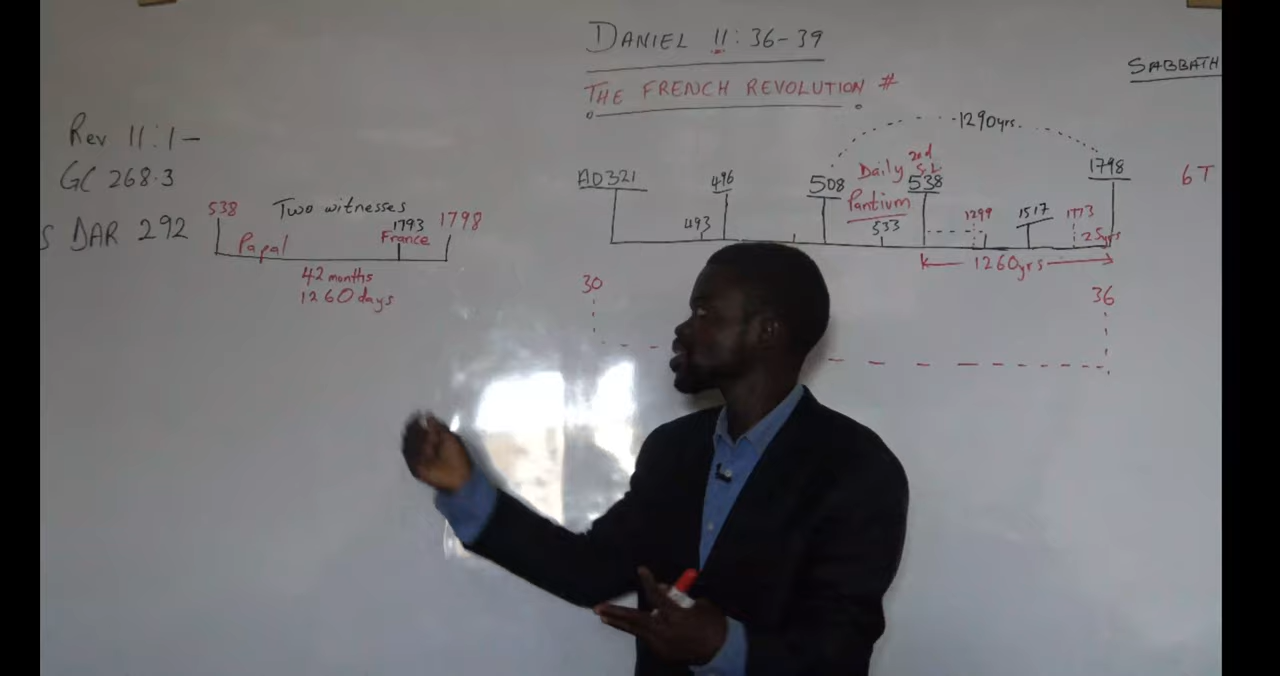 DANIEL 11:36-39
THE FRENCH REVOLUTION #
SABBATH
Rev 11:1-
GC 268.3
S DAR 292
538 Two witnesses 1793 1798
Papal France
42 months
1260 days
1290yrs.
AD321 496 508 Daily 2nd 538 1798
Pantium
493 533 1299 1517 1773
25yrs
1260yrs
30 36
6T